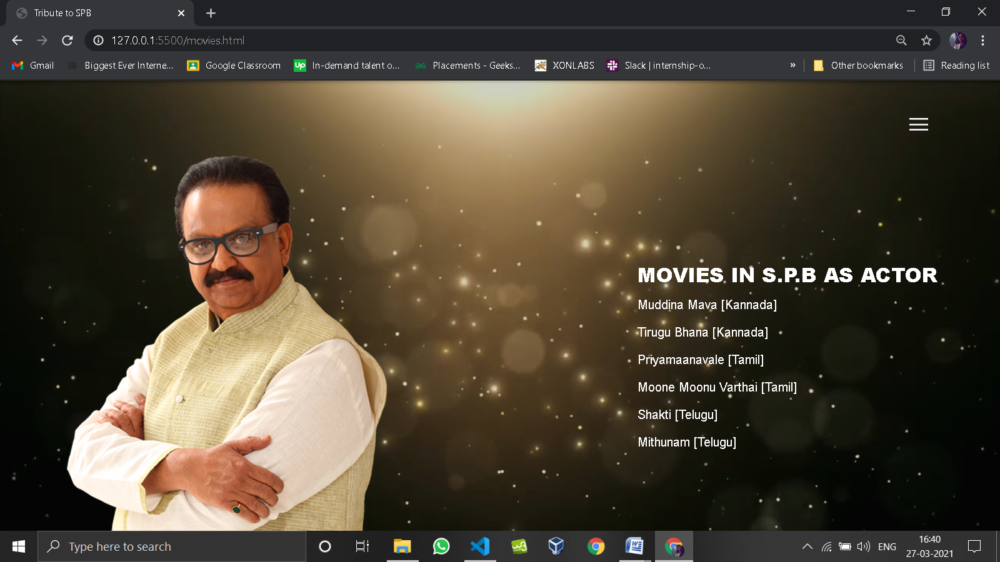 Tribute to SPB
127.0.0.1:5500/movies.html
Gmail
SB
Biggest Ever Interne...
Google Classroom
Up
In-demand talent o...
Placements - Geeks...
XONLABS
Slack | internship-o...
»
Other bookmarks
Reading list
MOVIES IN S.P.B AS ACTOR
Muddina Mava [Kannada]
Tirugu Bhana [Kannada]
Priyamaanavale [Tamil]
Moone Moonu Varthai [Tamil]
Shakti [Telugu]
Mithunam [Telugu]
Type here to search
ENG
16:40
27-03-2021